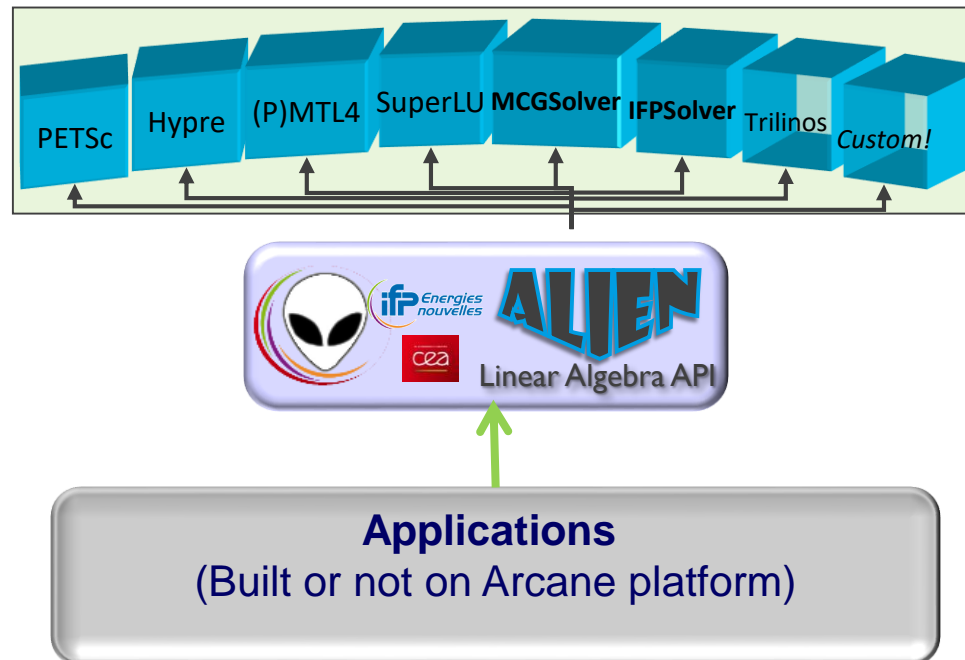 PETSc
Hypre
(P)MTL4
SuperLU
MCGSolver
IFPSolver
Trilinos
Custom!
ifp Energies
nouvelles
cea
ALIEN
Linear Algebra API
Applications
(Built or not on Arcane platform)